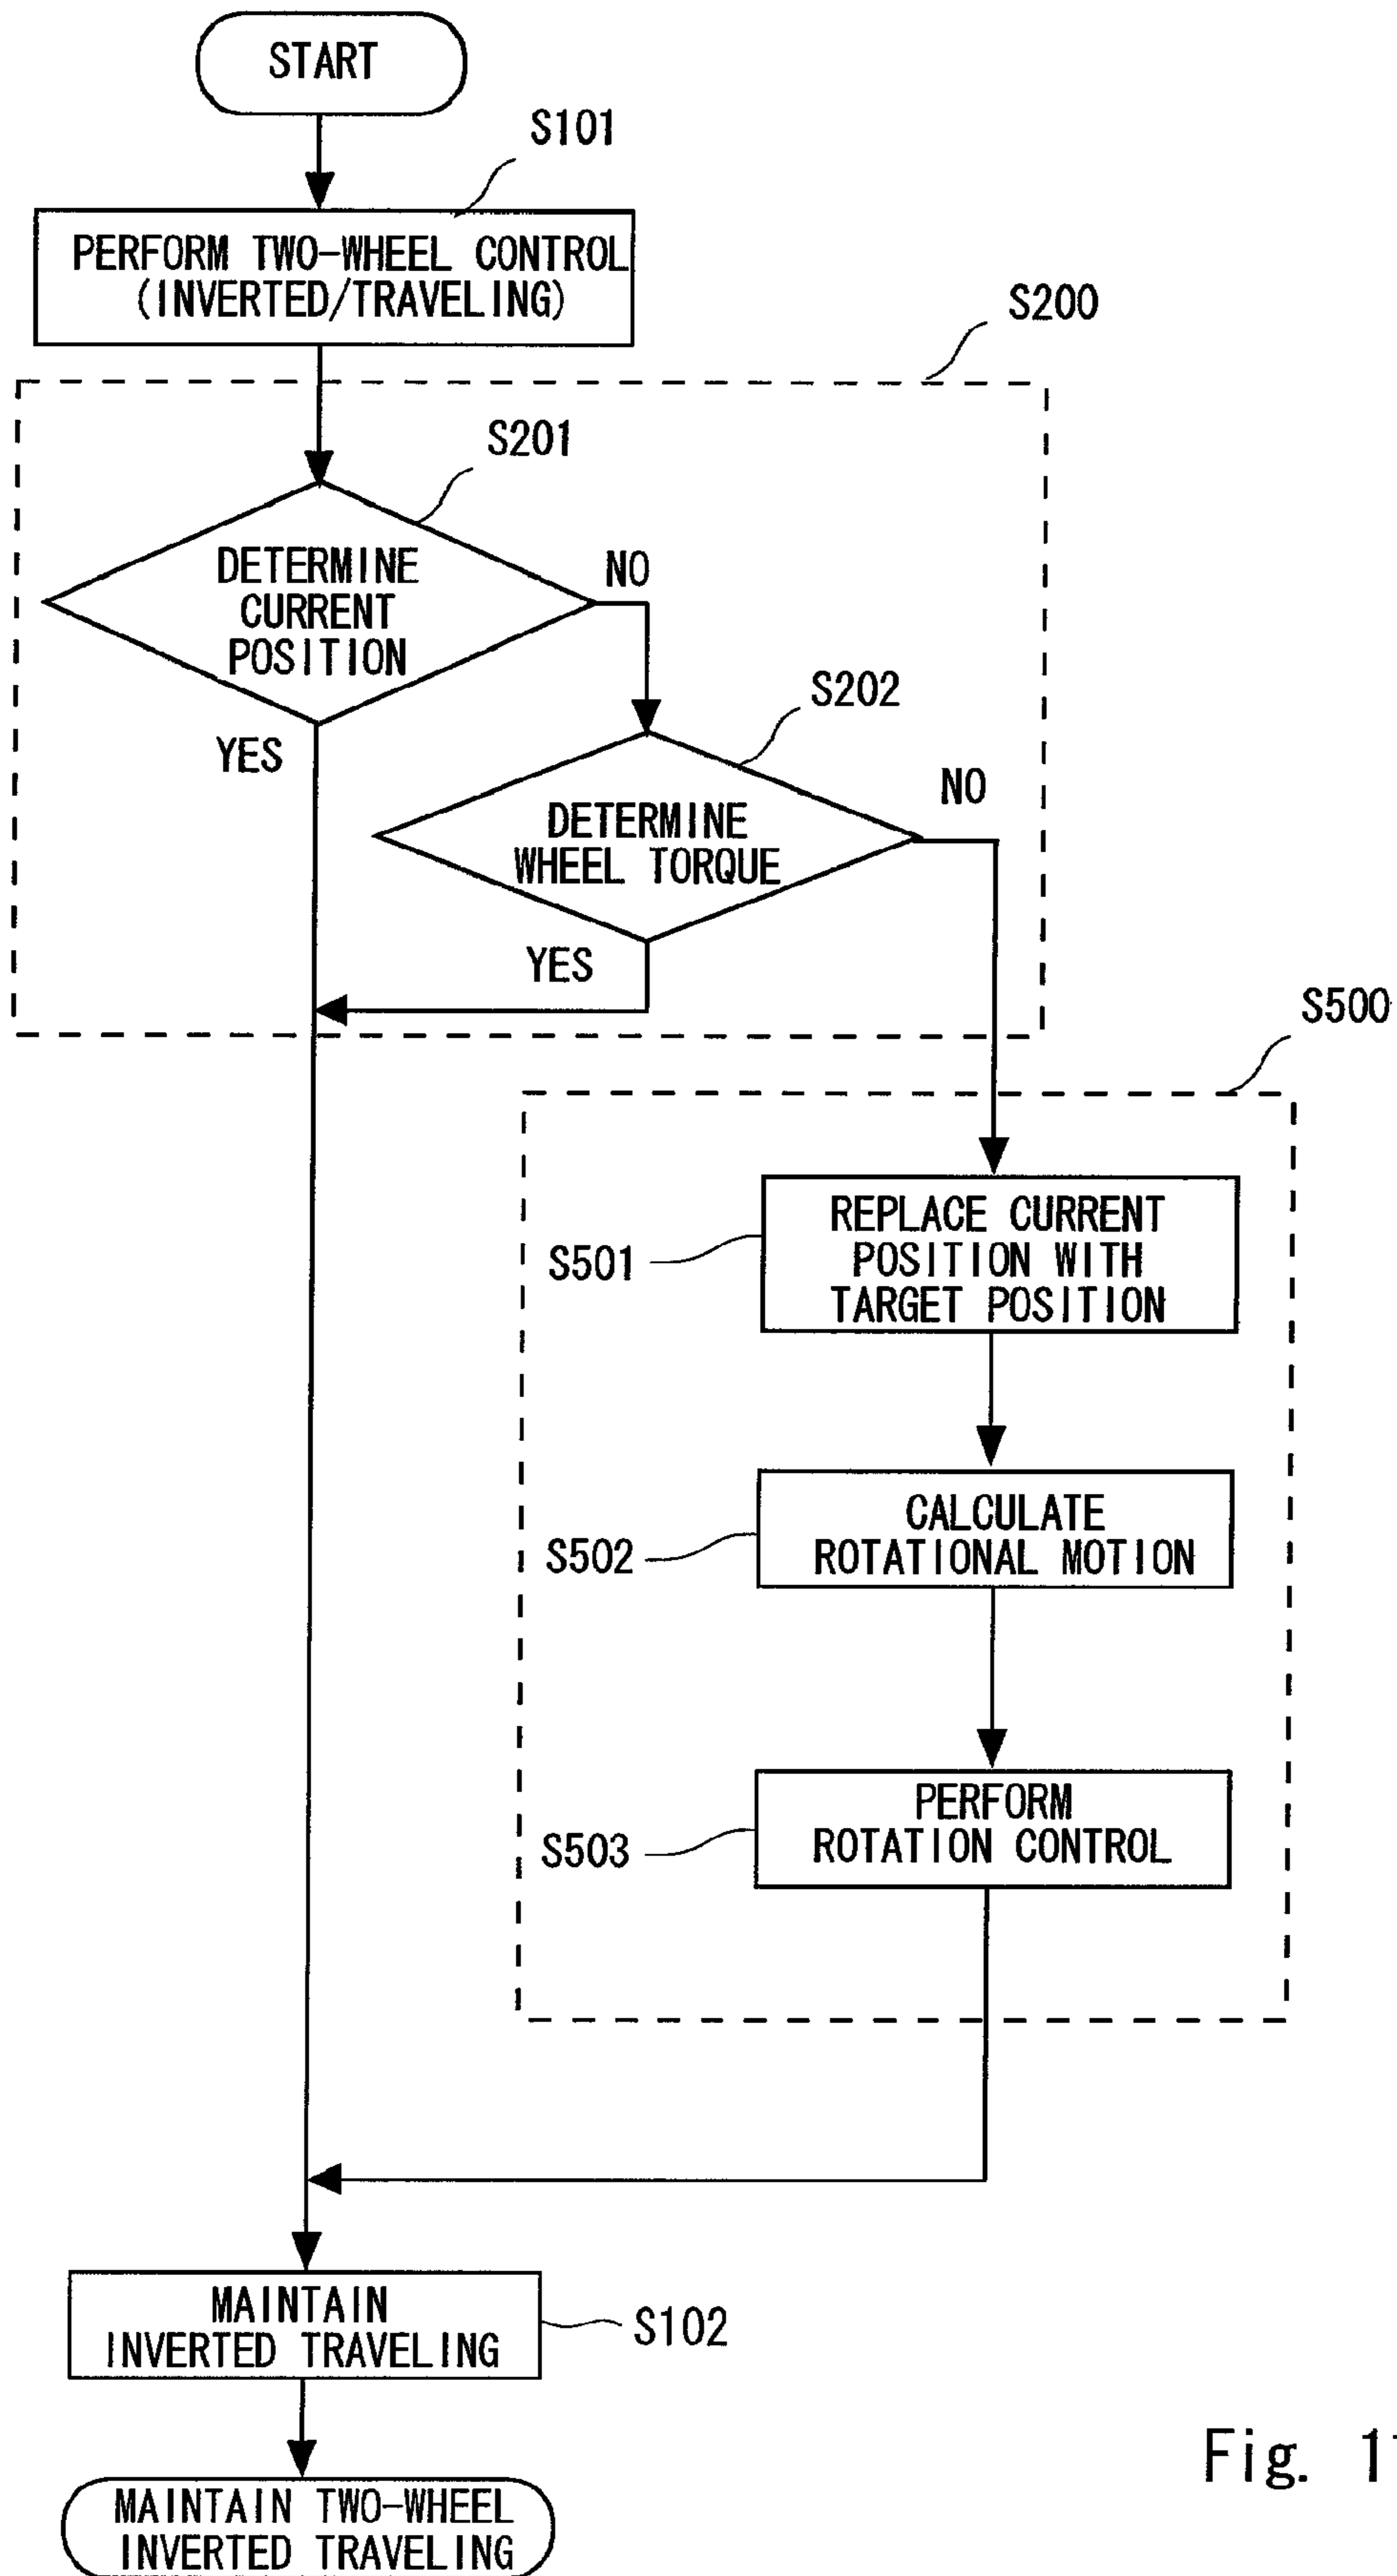 START
S101
PERFORM TWO-WHEEL CONTROL
(INVERTED/TRAVELING)
S200
S201
DETERMINE
CURRENT
POSITION
NO
YES
S202
DETERMINE
WHEEL TORQUE
NO
YES
S500
S501
REPLACE CURRENT
POSITION WITH
TARGET POSITION
S502
CALCULATE
ROTATIONAL MOTION
S503
PERFORM
ROTATION CONTROL
MAINTAIN
INVERTED TRAVELING
S102
MAINTAIN TWO-WHEEL
INVERTED TRAVELING
Fig.